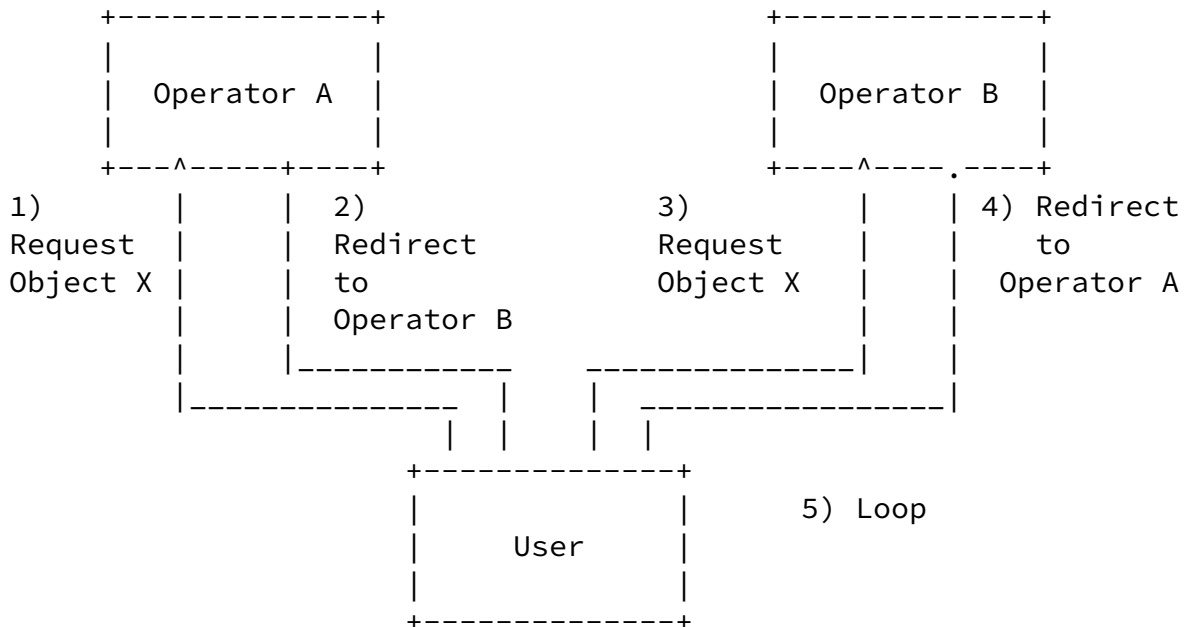 Operator A
Operator B
1)
Request
Object X
2)
Redirect
to
Operator B
3)
Request
Object X
4) Redirect
to
Operator A
User
5) Loop